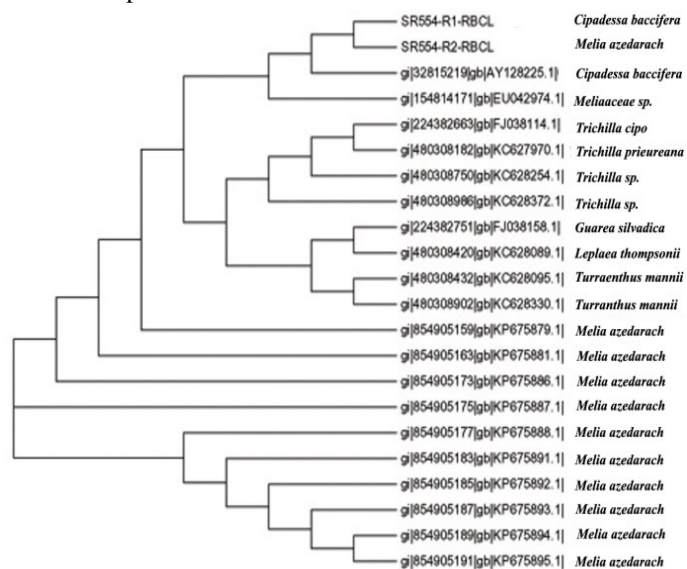 SR554-R1-RBCL Cipadessa baccifera
SR554-R2-RBCL Melia azedarach
gi|32815219|gb|AY128225.1| Cipadessa baccifera
gi|154814171|gb|EU042974.1| Meliaaceae sp.
gi|224382663|gb|FJ038114.1| Trichilla cipo
gi|480308182|gb|KC627970.1| Trichilla prieureana
gi|480308750|gb|KC628254.1| Trichilla sp.
gi|480308986|gb|KC628372.1| Trichilla sp.
gi|224382751|gb|FJ038158.1| Guarea silvadica
gi|480308420|gb|KC628089.1| Leplaea thompsonii
gi|480308432|gb|KC628095.1| Turraenthus mannii
gi|480308902|gb|KC628330.1| Turranthus mannii
gi|854905159|gb|KP675879.1| Melia azedarach
gi|854905163|gb|KP675881.1| Melia azedarach
gi|854905173|gb|KP675886.1| Melia azedarach
gi|854905175|gb|KP675887.1| Melia azedarach
gi|854905177|gb|KP675888.1| Melia azedarach
gi|854905183|gb|KP675891.1| Melia azedarach
gi|854905185|gb|KP675892.1| Melia azedarach
gi|854905187|gb|KP675893.1| Melia azedarach
gi|854905189|gb|KP675894.1| Melia azedarach
gi|854905191|gb|KP675895.1| Melia azedarach